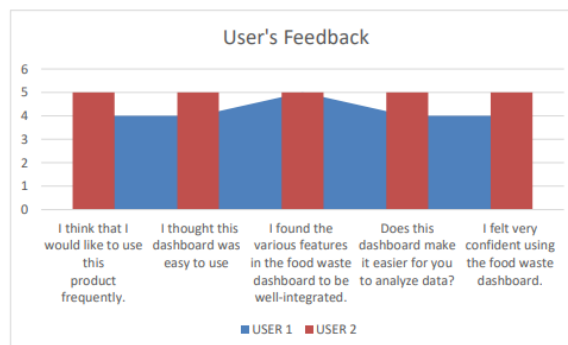 User's Feedback
6
5
4
3
2
1
0
I think that I
would like to use
this
product
frequently.
I thought this
dashboard was
easy to use
I found the
various features
in the food waste
dashboard to be
well-integrated.
Does this
dashboard make
it easier for you
to analyze data?
I felt very
confident using
the food waste
dashboard.
USER 1
USER 2